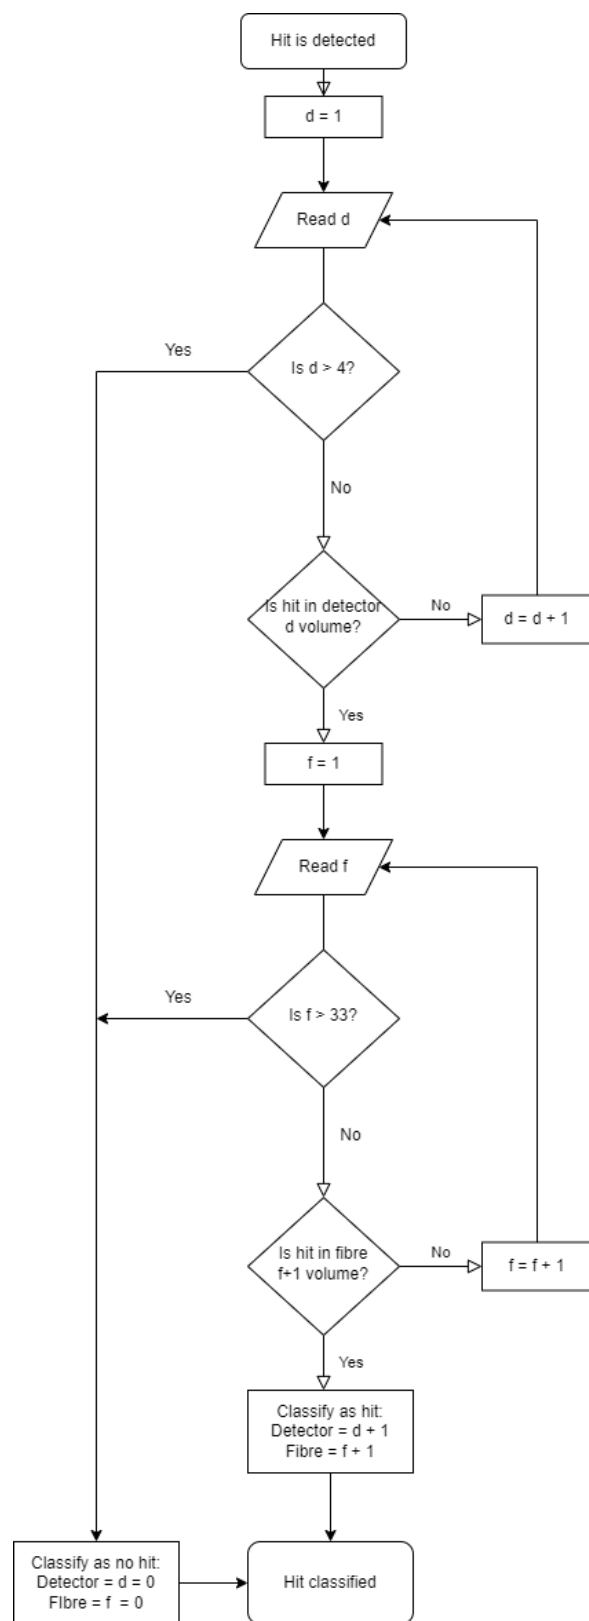 Hit is detected
d = 1
Read d
Yes
Is d > 4?
No
Is hit in detector
d volume?
No
d = d + 1
Yes
f = 1
Read f
Yes
Is f > 33?
No
Is hit in fibre
f+1 volume?
No
f = f + 1
Yes
Classify as hit:
Detector = d + 1
Fibre = f + 1
Classify as no hit:
Detector = d = 0
FIbre = f = 0
Hit classified